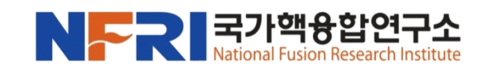 NFRI 국가핵융합연구소
National Fusion Research Institute